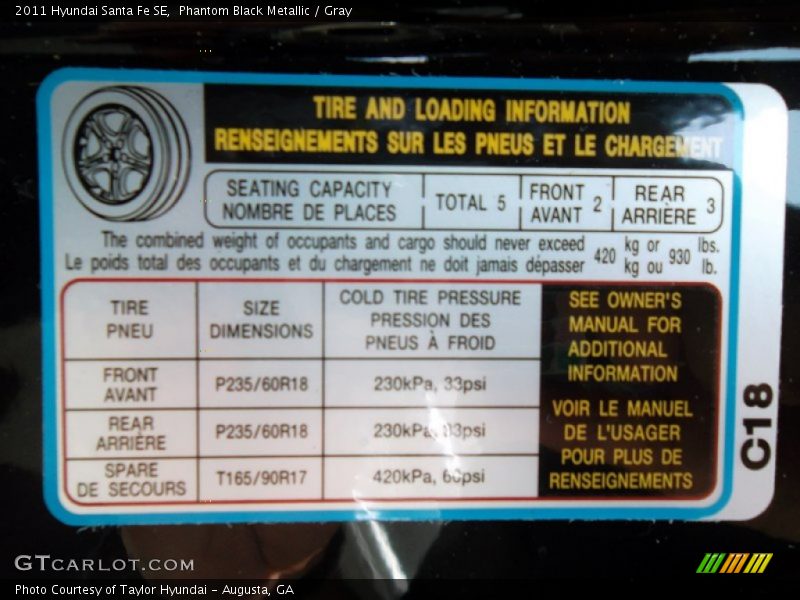 2011 Hyundai Santa Fe SE, Phantom Black Metallic / Gray
TIRE AND LOADING INFORMATION
RENSEIGNEMENTS SUR LES PNEUS ET LE CHARGEMENT
SEATING CAPACITY
NOMBRE DE PLACES
TOTAL 5
FRONT
AVANT
2
REAR
ARRIÈRE
3
The combined weight of occupants and cargo should never exceed 420 kg or 930 lbs.
Le poids total des occupants et du chargement ne doit jamais dépasser kg ou lb.
TIRE
PNEU
SIZE
DIMENSIONS
COLD TIRE PRESSURE
PRESSION DES
PNEUS À FROID
SEE OWNER'S
MANUAL FOR
ADDITIONAL
INFORMATION
VOIR LE MANUEL
DE L'USAGER
POUR PLUS DE
RENSEIGNEMENTS
FRONT
AVANT
P235/60R18
230kPa, 33psi
REAR
ARRIÈRE
P235/60R18
230kPa, 33psi
SPARE
DE SECOURS
T165/90R17
420kPa, 60psi
C18
GTCARLOT.COM
Photo Courtesy of Taylor Hyundai - Augusta, GA